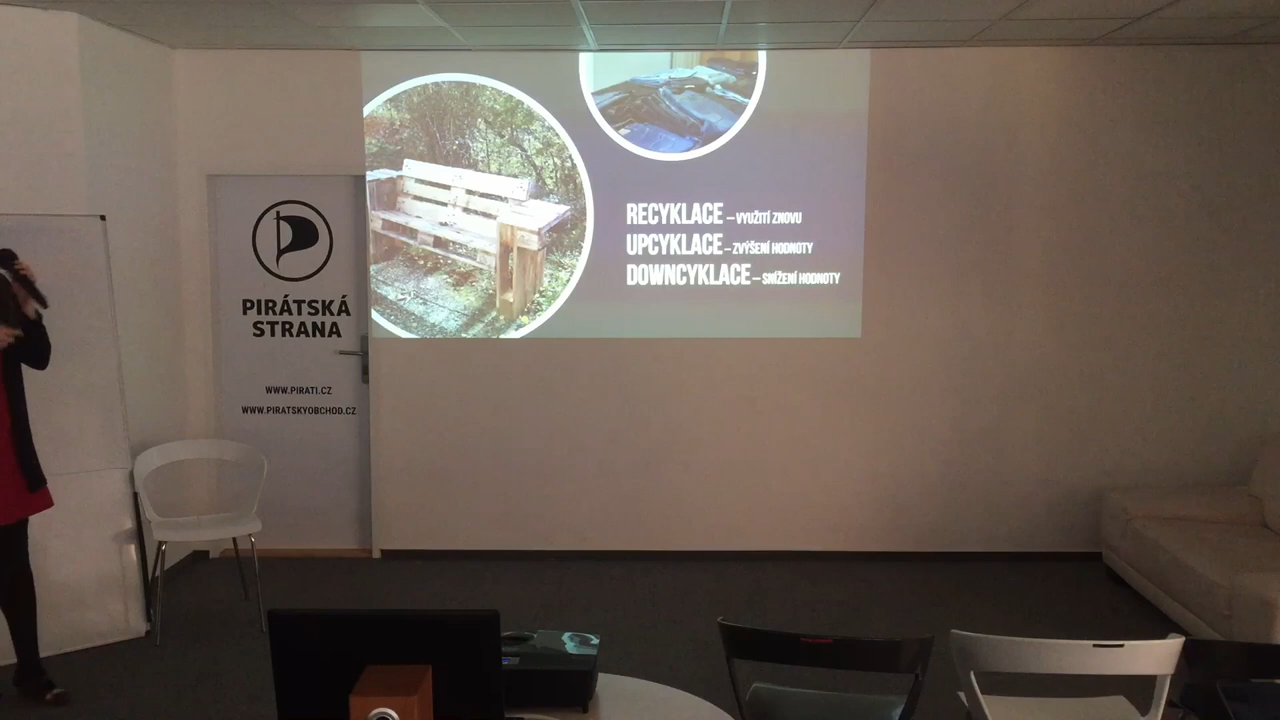 RECYKLACE – VYUŽITÍ ZNOVU
UPCYKLACE – ZVÝŠENÍ HODNOTY
DOWNCYKLACE – SNÍŽENÍ HODNOTY
PIRÁTSKÁ
STRANA
WWW.PIRATI.CZ
WWW.PIRATSKYOBCHOD.CZ